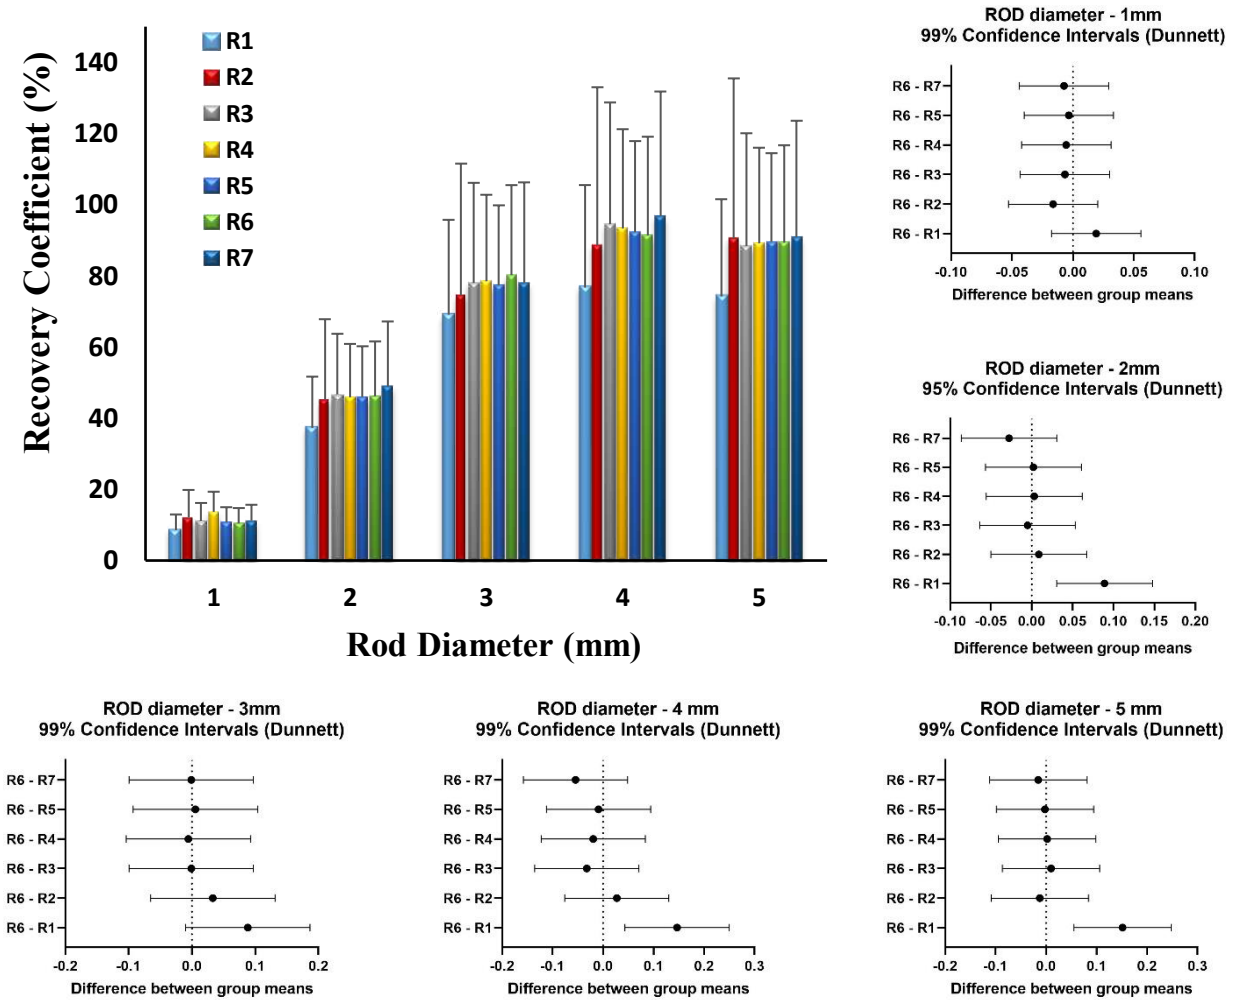 Recovery Coefficient (%)
140
120
100
80
60
40
20
0
R1
R2
R3
R4
R5
R6
R7
1 2 3 4 5
Rod Diameter (mm)
ROD diameter - 1mm
99% Confidence Intervals (Dunnett)
R6 - R7
R6 - R5
R6 - R4
R6 - R3
R6 - R2
R6 - R1
-0.10 -0.05 0.00 0.05 0.10
Difference between group means
ROD diameter - 2mm
95% Confidence Intervals (Dunnett)
R6 - R7
R6 - R5
R6 - R4
R6 - R3
R6 - R2
R6 - R1
-0.10 -0.05 0.00 0.05 0.10 0.15 0.20
Difference between group means
ROD diameter - 3mm
99% Confidence Intervals (Dunnett)
R6 - R7
R6 - R5
R6 - R4
R6 - R3
R6 - R2
R6 - R1
-0.2 -0.1 0.0 0.1 0.2
Difference between group means
ROD diameter - 4 mm
99% Confidence Intervals (Dunnett)
R6 - R7
R6 - R5
R6 - R4
R6 - R3
R6 - R2
R6 - R1
-0.2 -0.1 0.0 0.1 0.2 0.3
Difference between group means
ROD diameter - 5 mm
99% Confidence Intervals (Dunnett)
R6 - R7
R6 - R5
R6 - R4
R6 - R3
R6 - R2
R6 - R1
-0.2 -0.1 0.0 0.1 0.2 0.3
Difference between group means